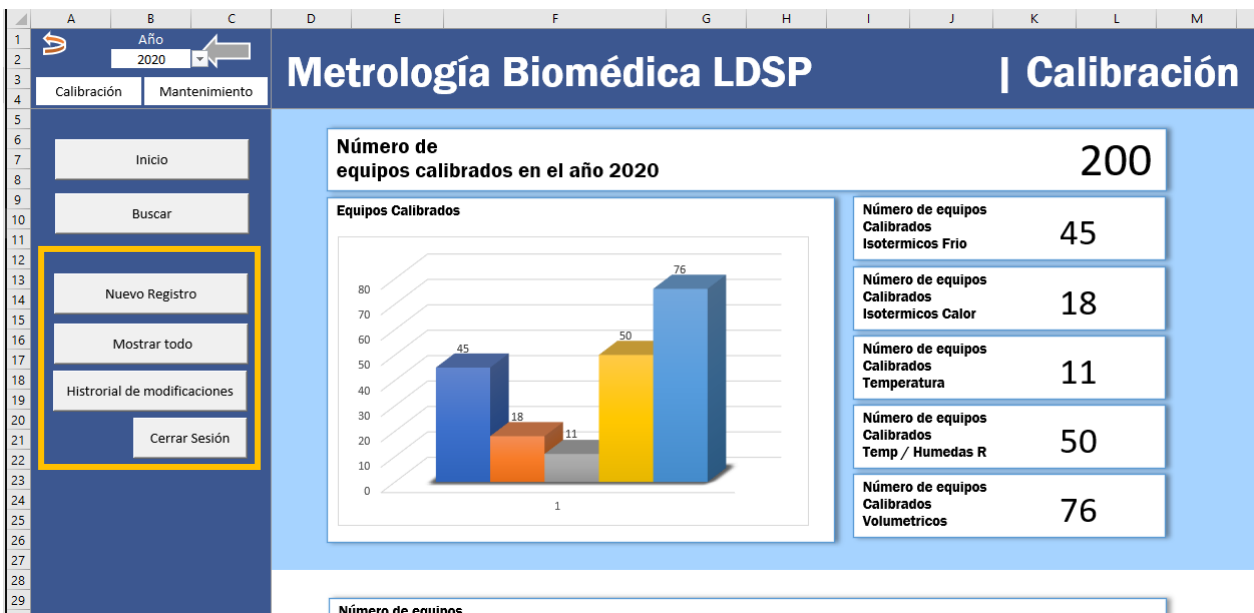 A B C D E F G H I J K L M
1
2
3
4
5
6
7
8
9
10
11
12
13
14
15
16
17
18
19
20
21
22
23
24
25
26
27
28
29
Año
2020
Calibración Mantenimiento
Inicio
Buscar
Nuevo Registro
Mostrar todo
Histrorial de modificaciones
Cerrar Sesión
Metrología Biomédica LDSP | Calibración
Número de
equipos calibrados en el año 2020
200
Equipos Calibrados
80
70
60
50
40
30
20
10
0
45
18
11
50
76
1
Número de equipos
Calibrados
Isotermicos Frio
45
Número de equipos
Calibrados
Isotermicos Calor
18
Número de equipos
Calibrados
Temperatura
11
Número de equipos
Calibrados
Temp / Humedas R
50
Número de equipos
Calibrados
Volumetricos
76
Número de equipos